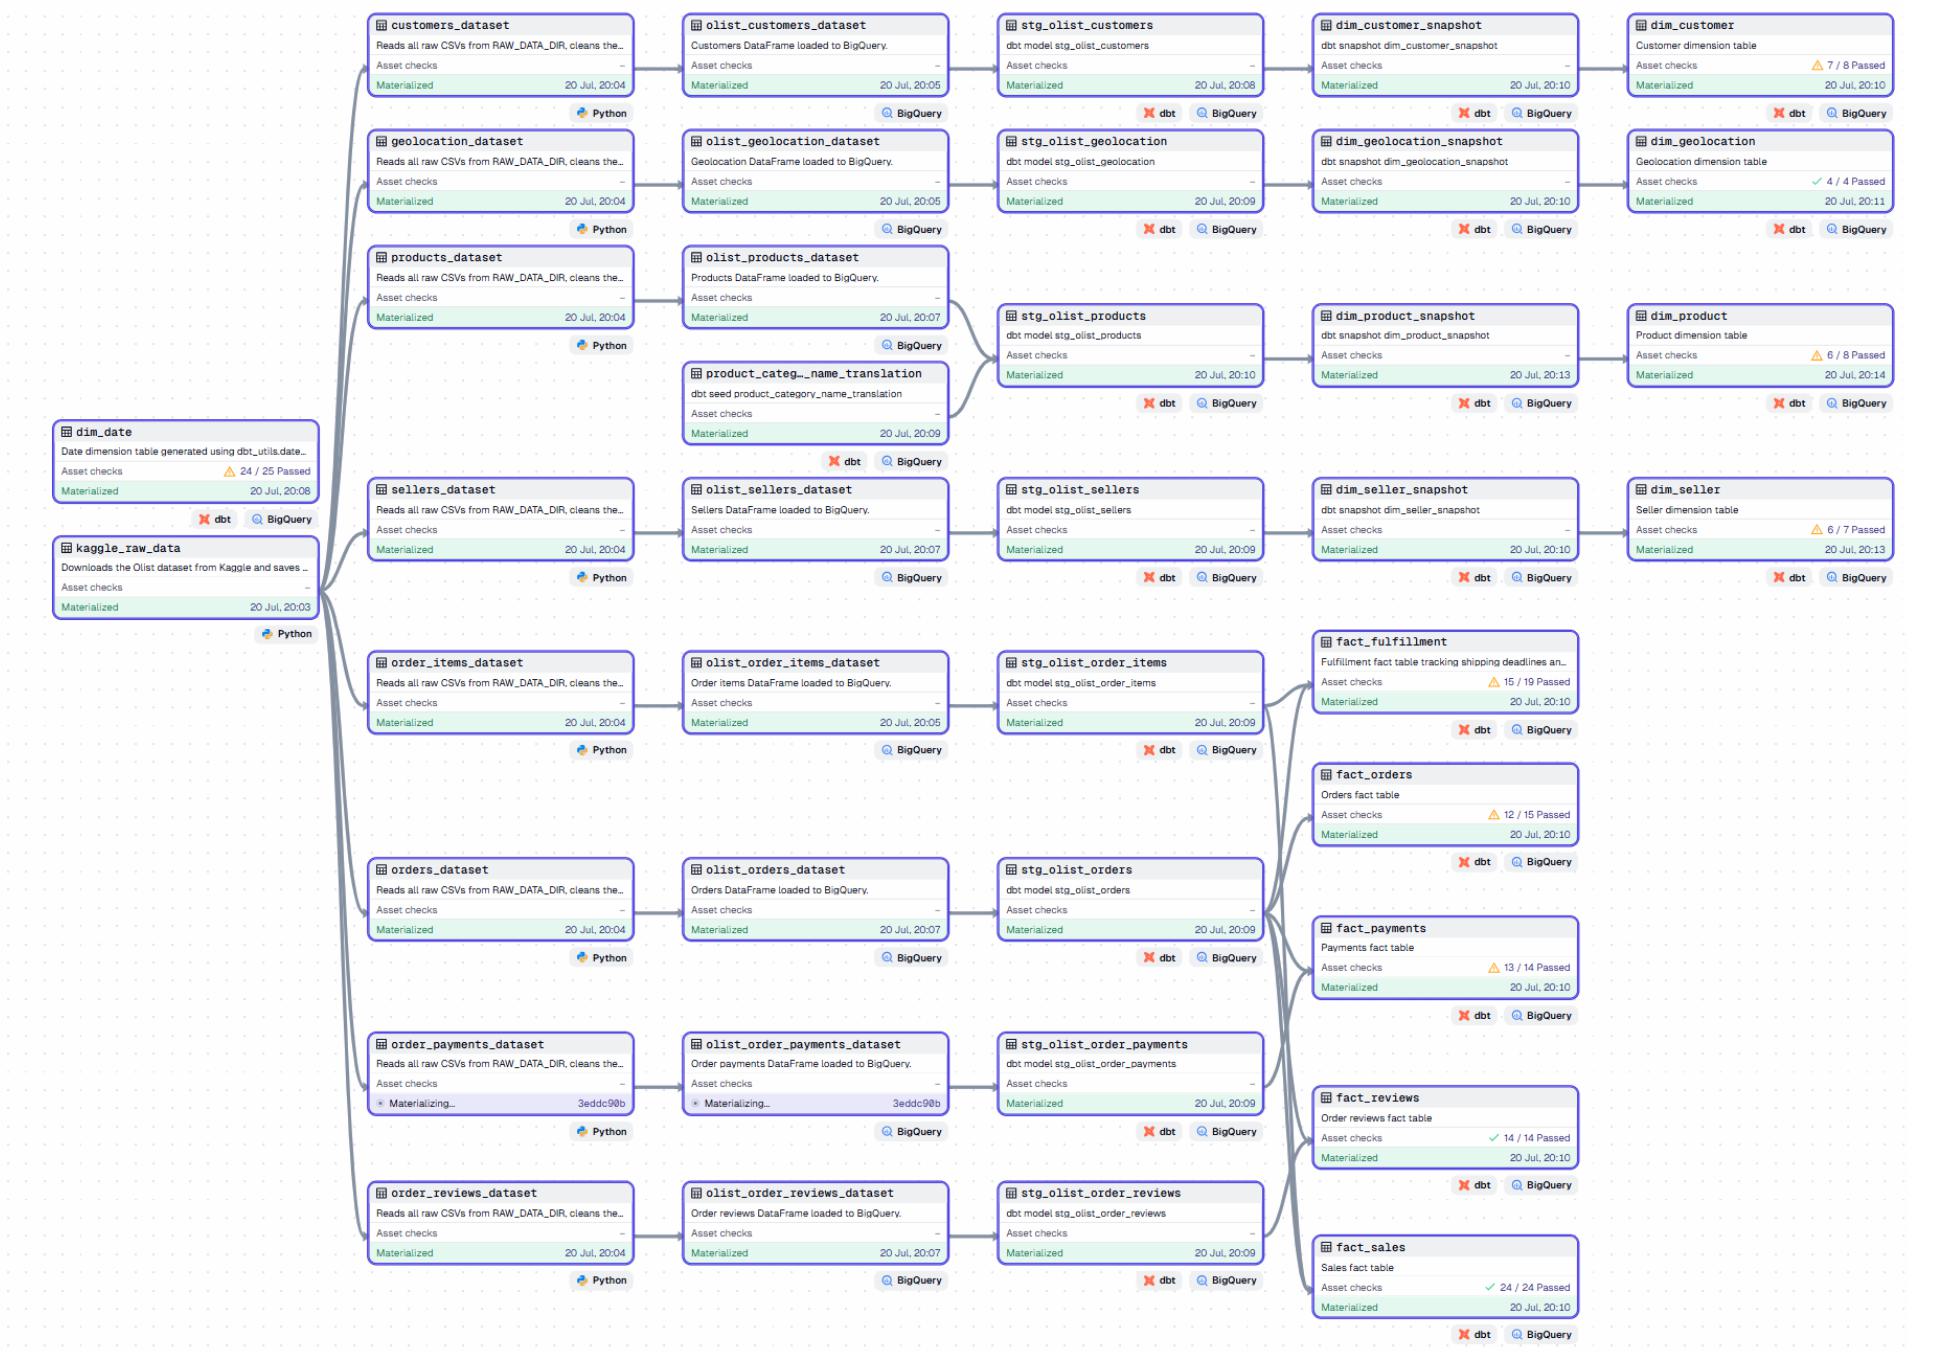 customers_dataset
Reads all raw CSVs from RAW_DATA_DIR, cleans the…
Asset checks –
Materialized 20 Jul, 20:04
Python
olist_customers_dataset
Customers DataFrame loaded to BigQuery.
Asset checks –
Materialized 20 Jul, 20:05
BigQuery
stg_olist_customers
dbt model stg_olist_customers
Asset checks –
Materialized 20 Jul, 20:08
dbt BigQuery
dim_customer_snapshot
dbt snapshot dim_customer_snapshot
Asset checks –
Materialized 20 Jul, 20:10
dbt BigQuery
dim_customer
Customer dimension table
Asset checks 7 / 8 Passed
Materialized 20 Jul, 20:10
dbt BigQuery
geolocation_dataset
Reads all raw CSVs from RAW_DATA_DIR, cleans the…
Asset checks –
Materialized 20 Jul, 20:04
Python
olist_geolocation_dataset
Geolocation DataFrame loaded to BigQuery.
Asset checks –
Materialized 20 Jul, 20:05
BigQuery
stg_olist_geolocation
dbt model stg_olist_geolocation
Asset checks –
Materialized 20 Jul, 20:09
dbt BigQuery
dim_geolocation_snapshot
dbt snapshot dim_geolocation_snapshot
Asset checks –
Materialized 20 Jul, 20:10
dbt BigQuery
dim_geolocation
Geolocation dimension table
Asset checks 4 / 4 Passed
Materialized 20 Jul, 20:11
dbt BigQuery
products_dataset
Reads all raw CSVs from RAW_DATA_DIR, cleans the…
Asset checks –
Materialized 20 Jul, 20:04
Python
olist_products_dataset
Products DataFrame loaded to BigQuery.
Asset checks –
Materialized 20 Jul, 20:07
BigQuery
product_categ…_name_translation
dbt seed product_category_name_translation
Asset checks –
Materialized 20 Jul, 20:09
dbt BigQuery
stg_olist_products
dbt model stg_olist_products
Asset checks –
Materialized 20 Jul, 20:10
dbt BigQuery
dim_product_snapshot
dbt snapshot dim_product_snapshot
Asset checks –
Materialized 20 Jul, 20:13
dbt BigQuery
dim_product
Product dimension table
Asset checks 6 / 8 Passed
Materialized 20 Jul, 20:14
dbt BigQuery
dim_date
Date dimension table generated using dbt_utils.date…
Asset checks 24 / 25 Passed
Materialized 20 Jul, 20:08
dbt BigQuery
kaggle_raw_data
Downloads the Olist dataset from Kaggle and saves …
Asset checks –
Materialized 20 Jul, 20:03
Python
sellers_dataset
Reads all raw CSVs from RAW_DATA_DIR, cleans the…
Asset checks –
Materialized 20 Jul, 20:04
Python
olist_sellers_dataset
Sellers DataFrame loaded to BigQuery.
Asset checks –
Materialized 20 Jul, 20:07
BigQuery
stg_olist_sellers
dbt model stg_olist_sellers
Asset checks –
Materialized 20 Jul, 20:09
dbt BigQuery
dim_seller_snapshot
dbt snapshot dim_seller_snapshot
Asset checks –
Materialized 20 Jul, 20:10
dbt BigQuery
dim_seller
Seller dimension table
Asset checks 6 / 7 Passed
Materialized 20 Jul, 20:13
dbt BigQuery
order_items_dataset
Reads all raw CSVs from RAW_DATA_DIR, cleans the…
Asset checks –
Materialized 20 Jul, 20:04
Python
olist_order_items_dataset
Order items DataFrame loaded to BigQuery.
Asset checks –
Materialized 20 Jul, 20:05
BigQuery
stg_olist_order_items
dbt model stg_olist_order_items
Asset checks –
Materialized 20 Jul, 20:09
dbt BigQuery
fact_fulfillment
Fulfillment fact table tracking shipping deadlines an…
Asset checks 15 / 19 Passed
Materialized 20 Jul, 20:10
dbt BigQuery
fact_orders
Orders fact table
Asset checks 12 / 15 Passed
Materialized 20 Jul, 20:10
dbt BigQuery
orders_dataset
Reads all raw CSVs from RAW_DATA_DIR, cleans the…
Asset checks –
Materialized 20 Jul, 20:04
Python
olist_orders_dataset
Orders DataFrame loaded to BigQuery.
Asset checks –
Materialized 20 Jul, 20:07
BigQuery
stg_olist_orders
dbt model stg_olist_orders
Asset checks –
Materialized 20 Jul, 20:09
dbt BigQuery
fact_payments
Payments fact table
Asset checks 13 / 14 Passed
Materialized 20 Jul, 20:10
dbt BigQuery
order_payments_dataset
Reads all raw CSVs from RAW_DATA_DIR, cleans the…
Asset checks –
Materializing… 3eddc90b
Python
olist_order_payments_dataset
Order payments DataFrame loaded to BigQuery.
Asset checks –
Materializing… 3eddc90b
BigQuery
stg_olist_order_payments
dbt model stg_olist_order_payments
Asset checks –
Materialized 20 Jul, 20:09
dbt BigQuery
fact_reviews
Order reviews fact table
Asset checks 14 / 14 Passed
Materialized 20 Jul, 20:10
dbt BigQuery
order_reviews_dataset
Reads all raw CSVs from RAW_DATA_DIR, cleans the…
Asset checks –
Materialized 20 Jul, 20:04
Python
olist_order_reviews_dataset
Order reviews DataFrame loaded to BigQuery.
Asset checks –
Materialized 20 Jul, 20:07
BigQuery
stg_olist_order_reviews
dbt model stg_olist_order_reviews
Asset checks –
Materialized 20 Jul, 20:09
dbt BigQuery
fact_sales
Sales fact table
Asset checks 24 / 24 Passed
Materialized 20 Jul, 20:10
dbt BigQuery